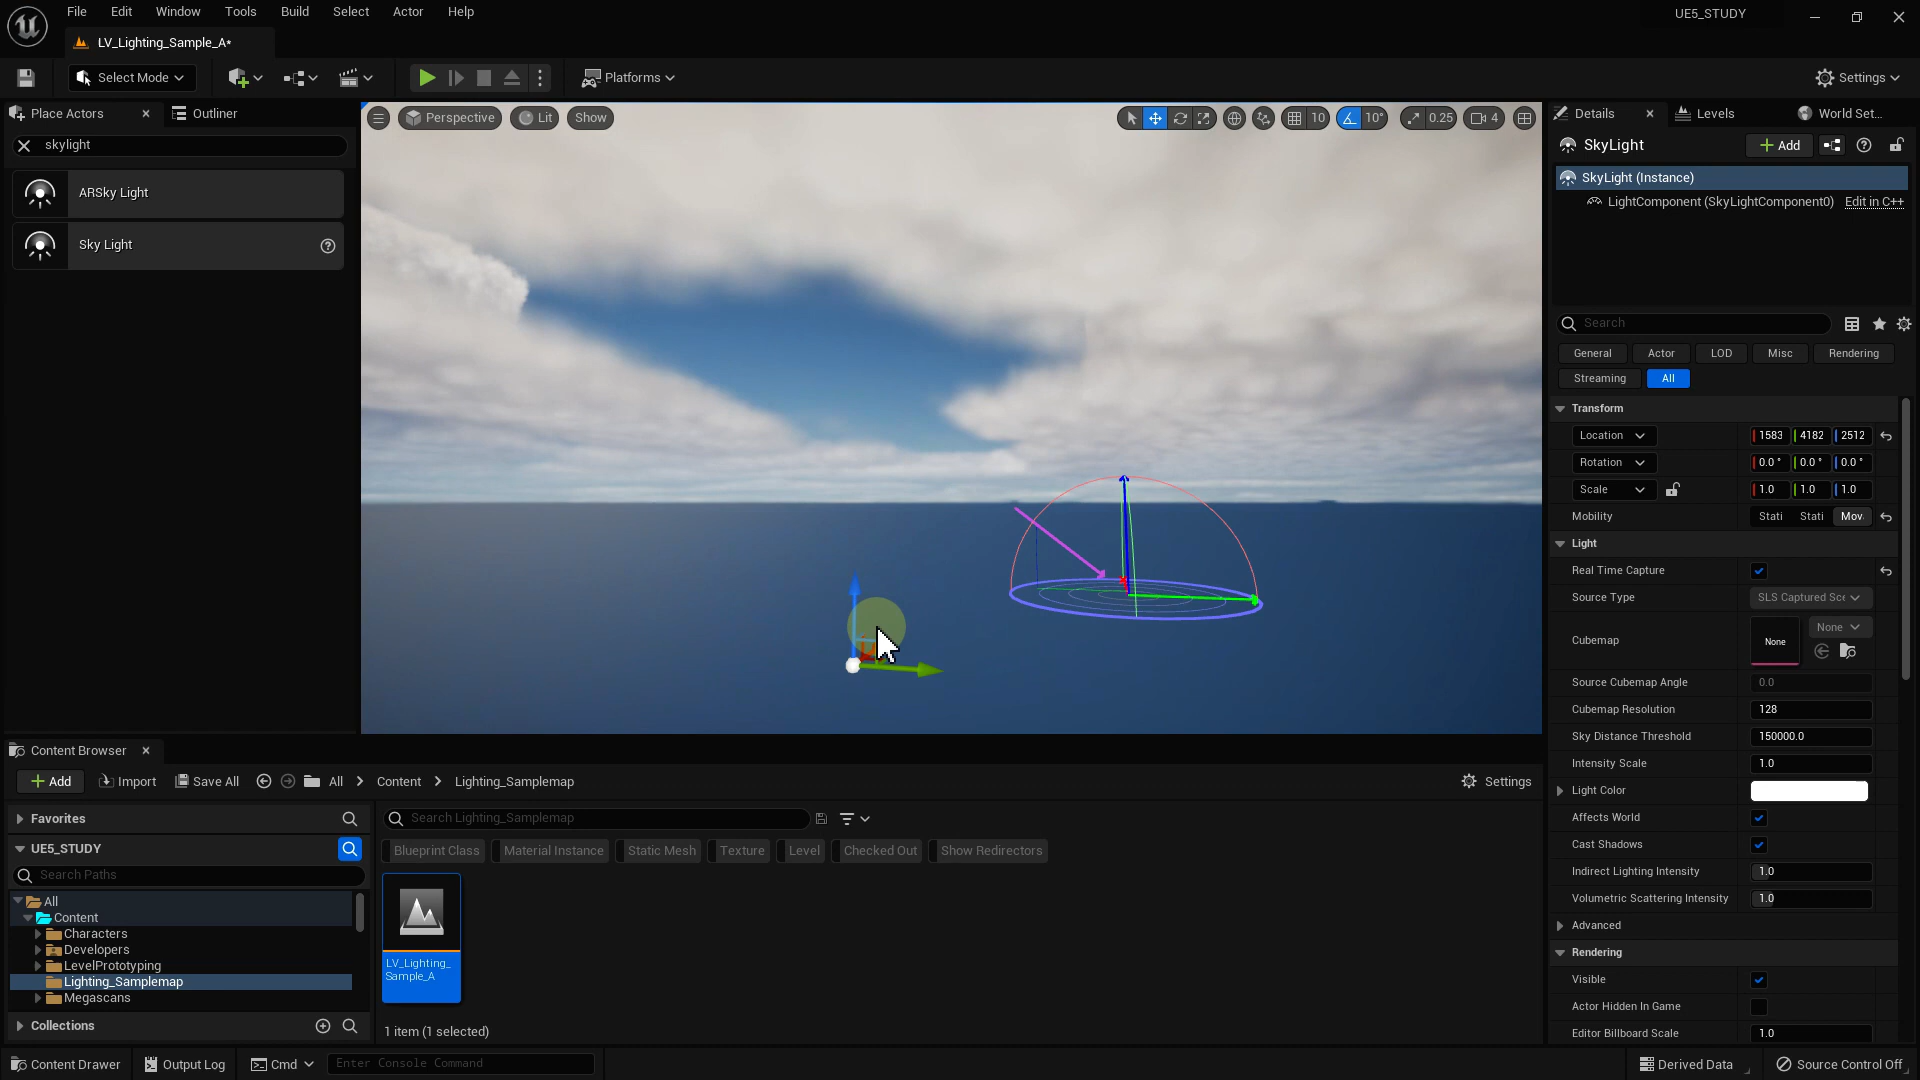 File Edit Window Tools Build Select Actor Help
UE5_STUDY
LV_Lighting_Sample_A*
Select Mode
Platforms
Settings
Place Actors
Outliner
skylight
ARSky Light
Sky Light
Perspective
Lit
Show
10
10°
0.25
4
Details
Levels
World Set...
SkyLight
Add
SkyLight (Instance)
LightComponent (SkyLightComponent0)
Edit in C++
Search
General
Actor
LOD
Misc
Rendering
Streaming
All
Transform
Location
1583
4182
2512
Rotation
0.0 °
0.0 °
0.0 °
Scale
1.0
1.0
1.0
Mobility
Stati
Stati
Mov
Light
Real Time Capture
Source Type
SLS Captured Sce
Cubemap
None
None
Source Cubemap Angle
0.0
Cubemap Resolution
128
Sky Distance Threshold
150000.0
Intensity Scale
1.0
Light Color
Affects World
Cast Shadows
Indirect Lighting Intensity
1.0
Volumetric Scattering Intensity
1.0
Advanced
Rendering
Visible
Actor Hidden In Game
Editor Billboard Scale
1.0
Content Browser
Add
Import
Save All
All
Content
Lighting_Samplemap
Settings
Favorites
UE5_STUDY
Search Paths
All
Content
Characters
Developers
LevelPrototyping
Lighting_Samplemap
Megascans
Collections
Search Lighting_Samplemap
Blueprint Class
Material Instance
Static Mesh
Texture
Level
Checked Out
Show Redirectors
LV_Lighting_
Sample_A
1 item (1 selected)
Content Drawer
Output Log
Cmd
Enter Console Command
Derived Data
Source Control Off